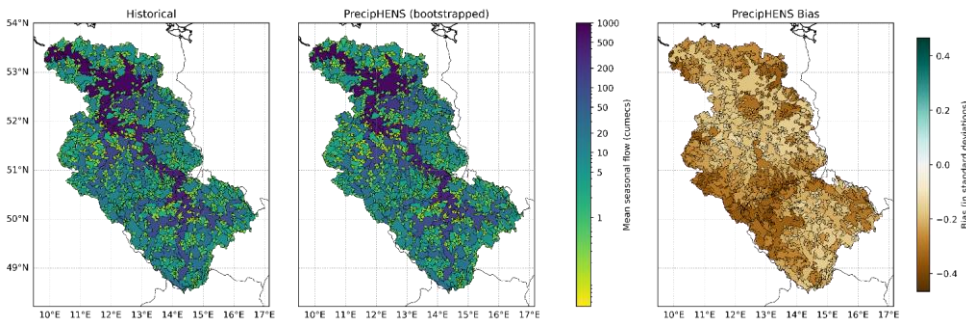 Historical
PrecipHENS (bootstrapped)
PrecipHENS Bias
54°N
53°N
52°N
51°N
50°N
49°N
10°E 11°E 12°E 13°E 14°E 15°E 16°E 17°E
10°E 11°E 12°E 13°E 14°E 15°E 16°E 17°E
1000
500
200
100
50
20
10
5
1
Mean seasonal flow (cumecs)
10°E 11°E 12°E 13°E 14°E 15°E 16°E 17°E
0.4
0.2
0.0
−0.2
−0.4
Bias (in standard deviations)